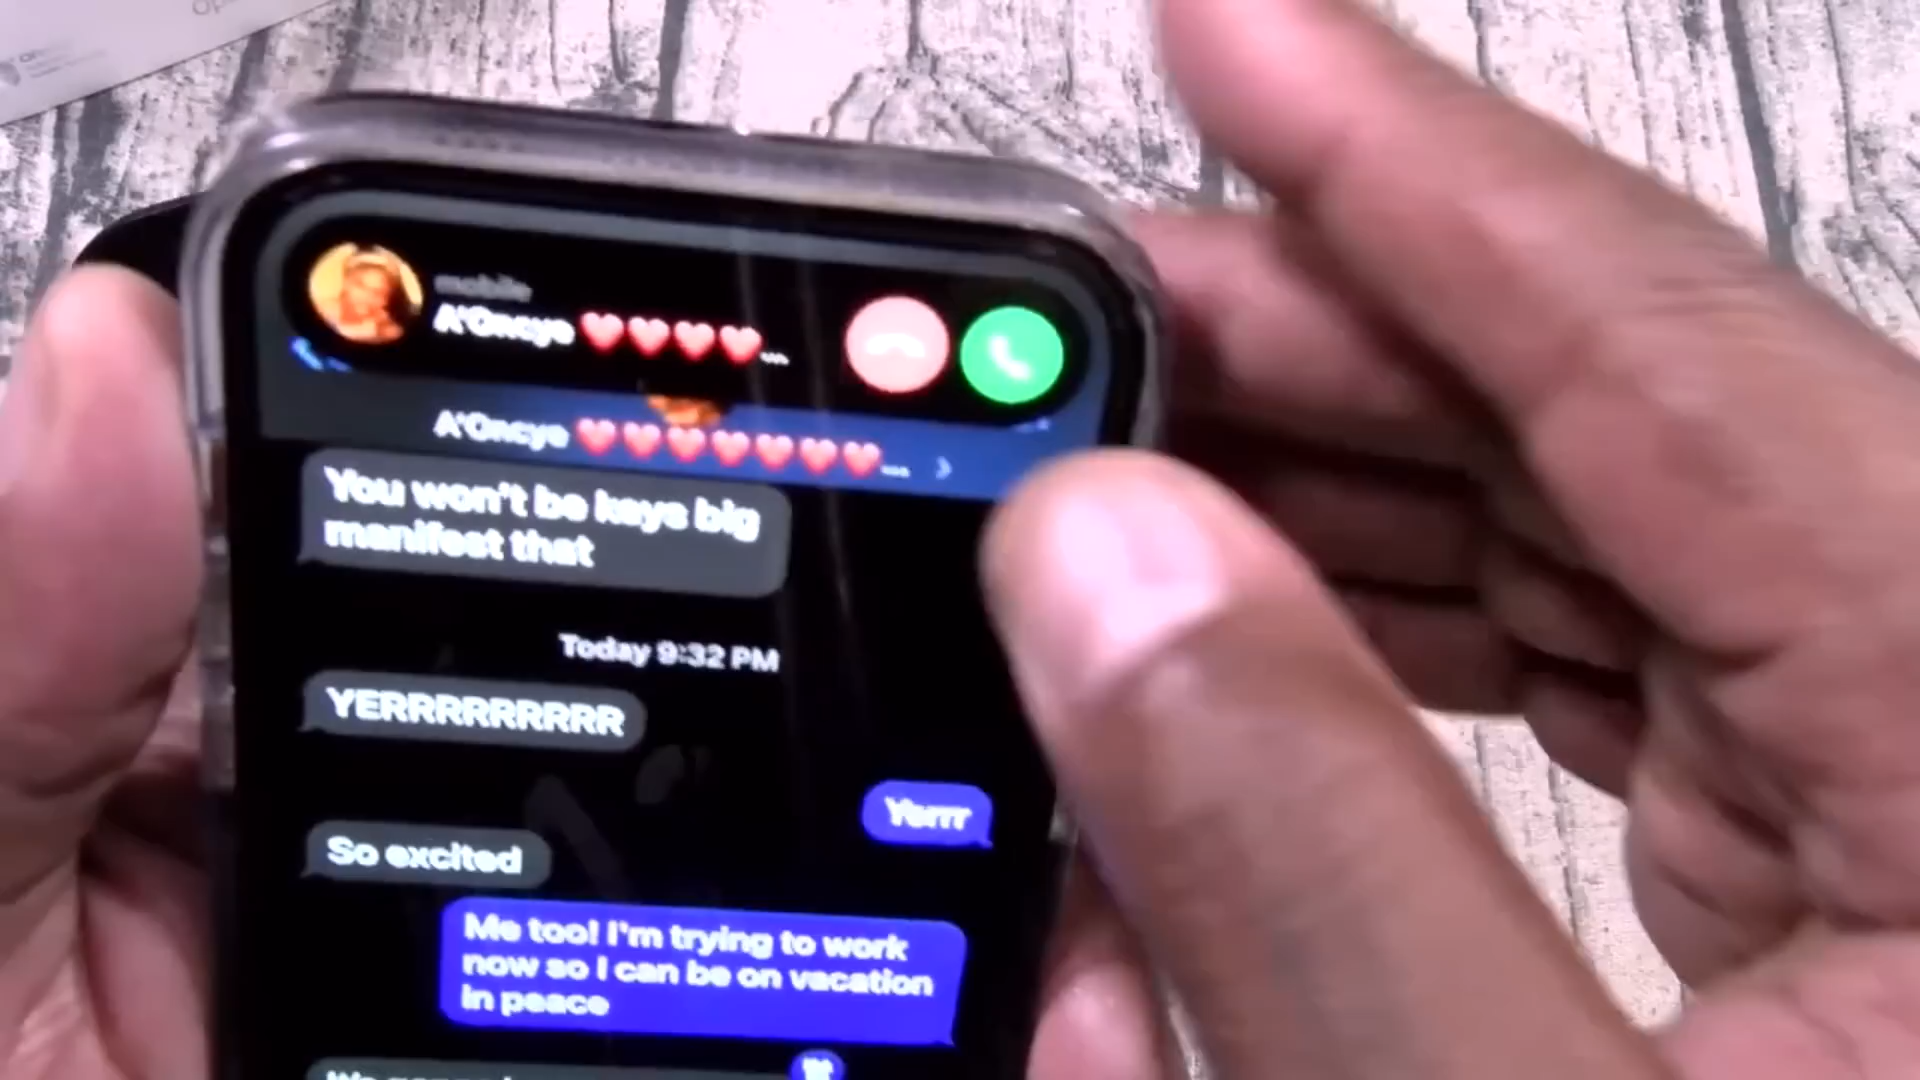 mobile
A'Oncye ❤️❤️❤️❤️...
A'Oncye ❤️❤️❤️❤️❤️❤️❤️...
You won't be keys big
manifest that
Today 9:32 PM
YERRRRRRRRR
Yerrr
So excited
Me too! I'm trying to work
now so I can be on vacation
in peace